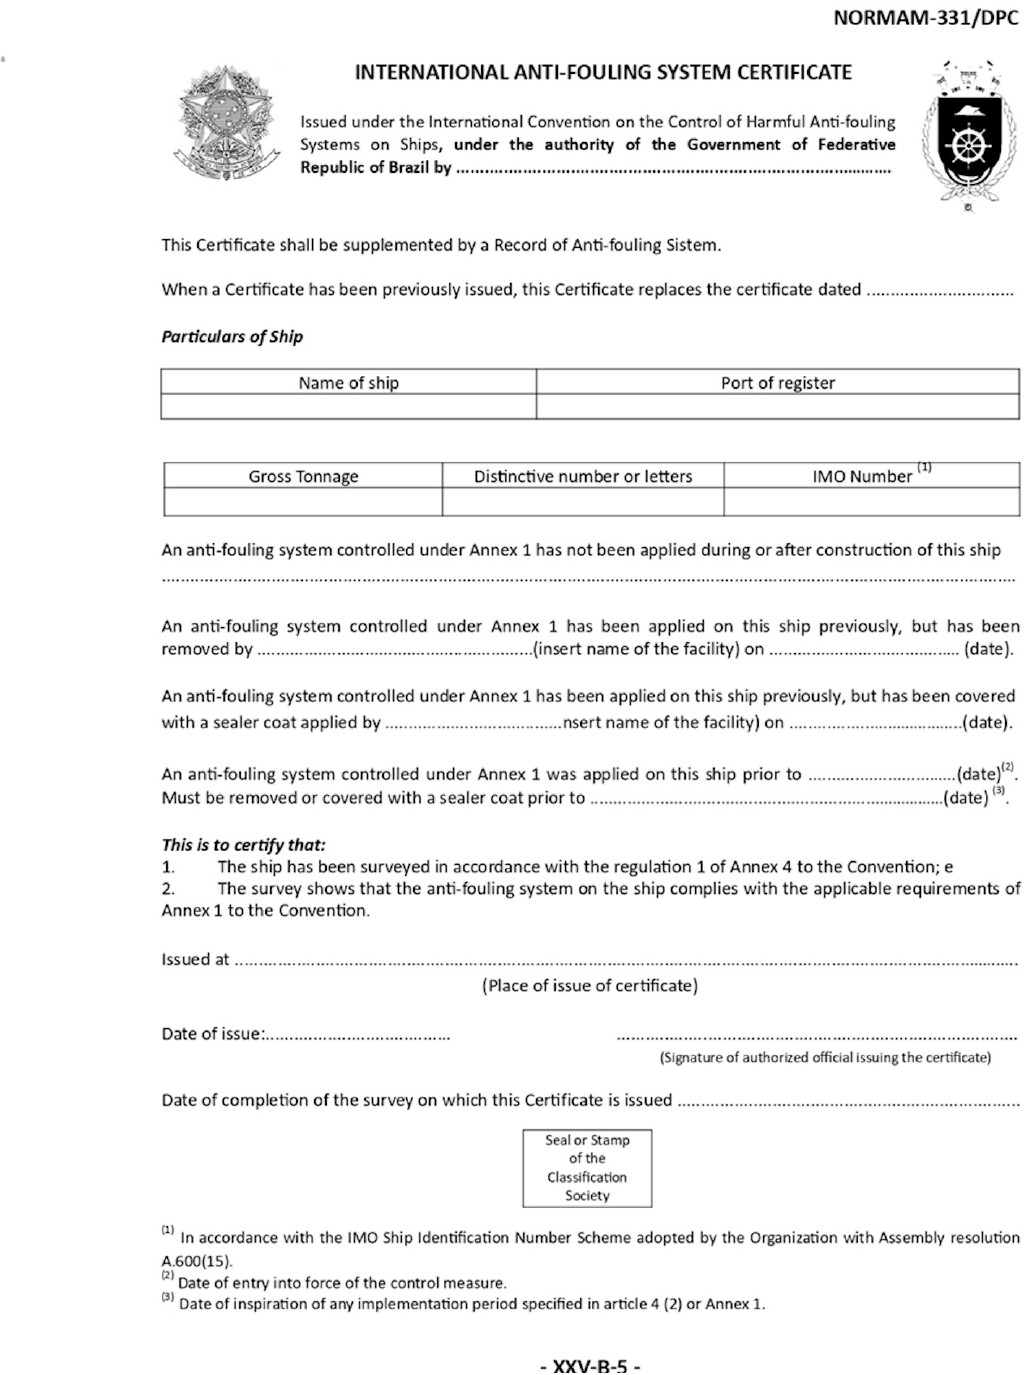 NORMAM-331/DPC
INTERNATIONAL ANTI-FOULING SYSTEM CERTIFICATE
Issued under the International Convention on the Control of Harmful Anti-fouling
Systems on Ships, under the authority of the Government of Federative
Republic of Brazil by ..........................................................................................
This Certificate shall be supplemented by a Record of Anti-fouling Sistem.
When a Certificate has been previously issued, this Certificate replaces the certificate dated ...............................
Particulars of Ship
Name of ship Port of register
Gross Tonnage Distinctive number or letters IMO Number (1)
An anti-fouling system controlled under Annex 1 has not been applied during or after construction of this ship
....................................................................................................................................................................................
An anti-fouling system controlled under Annex 1 has been applied on this ship previously, but has been
removed by ..........................................................(insert name of the facility) on ........................................ (date).
An anti-fouling system controlled under Annex 1 has been applied on this ship previously, but has been covered
with a sealer coat applied by .....................................nsert name of the facility) on ....................................(date).
An anti-fouling system controlled under Annex 1 was applied on this ship prior to ...............................(date)(2).
Must be removed or covered with a sealer coat prior to ..........................................................................(date) (3).
This is to certify that:
1. The ship has been surveyed in accordance with the regulation 1 of Annex 4 to the Convention; e
2. The survey shows that the anti-fouling system on the ship complies with the applicable requirements of
Annex 1 to the Convention.
Issued at ....................................................................................................................................................................
(Place of issue of certificate)
Date of issue:....................................... .....................................................................................
(Signature of authorized official issuing the certificate)
Date of completion of the survey on which this Certificate is issued ........................................................................
Seal or Stamp
of the
Classification
Society
(1) In accordance with the IMO Ship Identification Number Scheme adopted by the Organization with Assembly resolution
A.600(15).
(2) Date of entry into force of the control measure.
(3) Date of inspiration of any implementation period specified in article 4 (2) or Annex 1.
- XXV-B-5 -